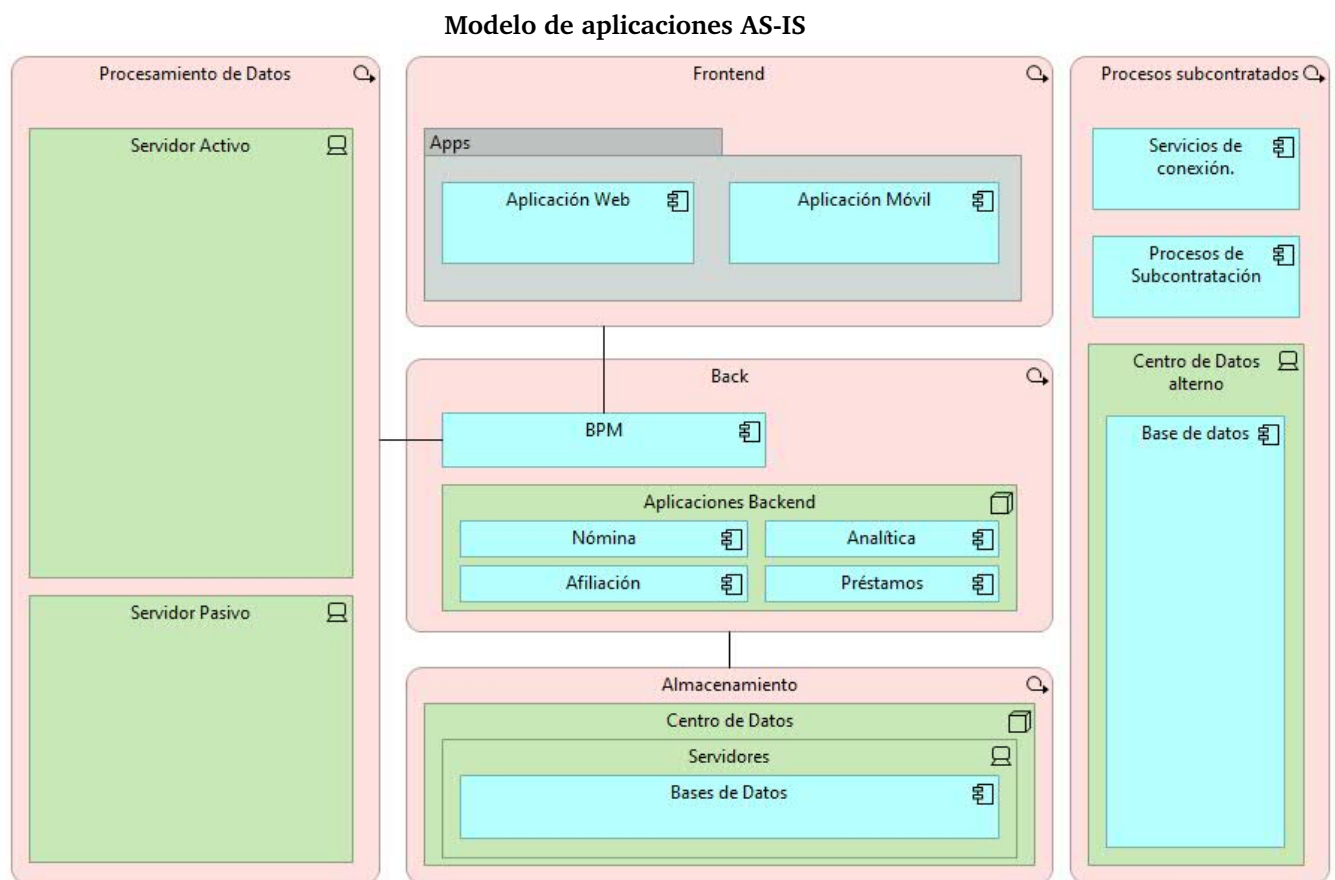 Modelo de aplicaciones AS-IS
Procesamiento de Datos
Servidor Activo
Servidor Pasivo
Frontend
Apps
Aplicación Web
Aplicación Móvil
Back
BPM
Aplicaciones Backend
Nómina
Analítica
Afiliación
Préstamos
Almacenamiento
Centro de Datos
Servidores
Bases de Datos
Procesos subcontratados
Servicios de
conexión.
Procesos de
Subcontratación
Centro de Datos
alterno
Base de datos